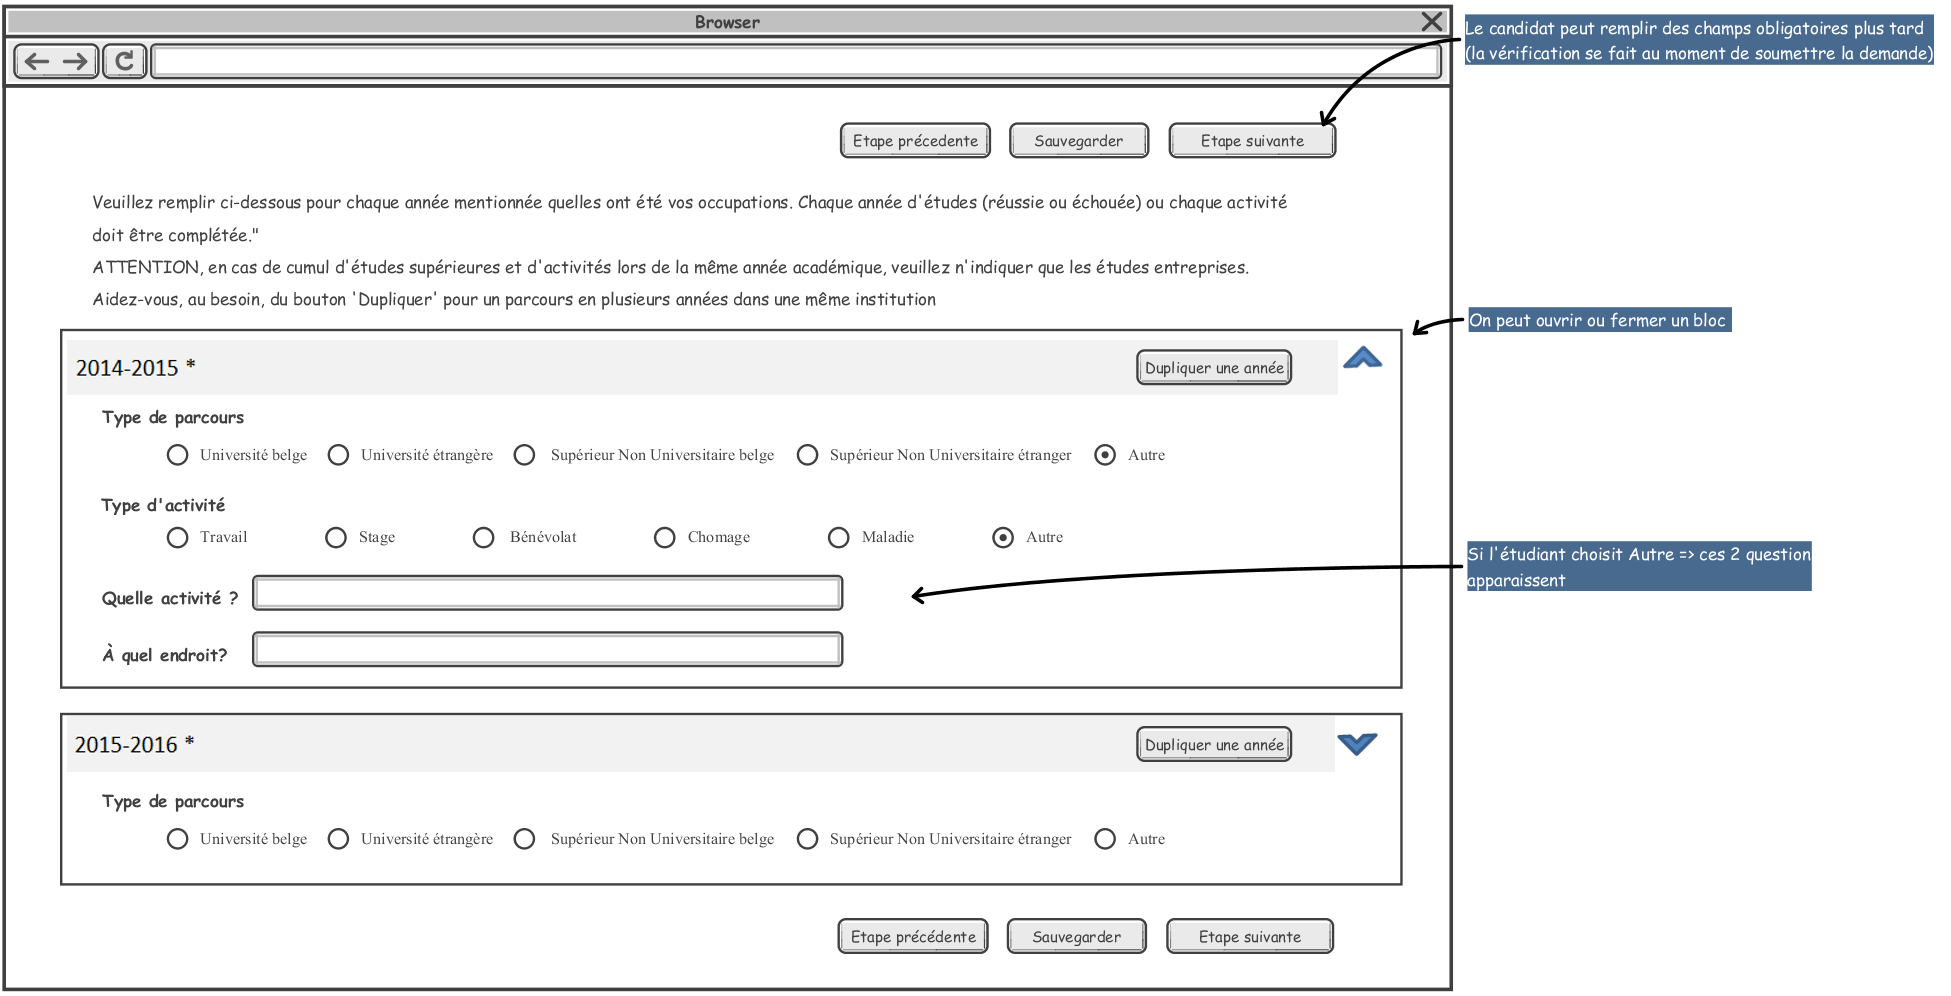 Browser
Le candidat peut remplir des champs obligatoires plus tard
(la vérification se fait au moment de soumettre la demande)
Etape précedente
Sauvegarder
Etape suivante
Veuillez remplir ci-dessous pour chaque année mentionnée quelles ont été vos occupations. Chaque année d'études (réussie ou échouée) ou chaque activité
doit être complétée."
ATTENTION, en cas de cumul d'études supérieures et d'activités lors de la même année académique, veuillez n'indiquer que les études entreprises.
Aidez-vous, au besoin, du bouton 'Dupliquer' pour un parcours en plusieurs années dans une même institution
On peut ouvrir ou fermer un bloc
2014-2015 *
Dupliquer une année
Type de parcours
Université belge
Université étrangère
Supérieur Non Universitaire belge
Supérieur Non Universitaire étranger
Autre
Type d'activité
Travail
Stage
Bénévolat
Chomage
Maladie
Autre
Si l'étudiant choisit Autre => ces 2 question
apparaissent
Quelle activité ?
À quel endroit?
2015-2016 *
Dupliquer une année
Type de parcours
Université belge
Université étrangère
Supérieur Non Universitaire belge
Supérieur Non Universitaire étranger
Autre
Etape précédente
Sauvegarder
Etape suivante